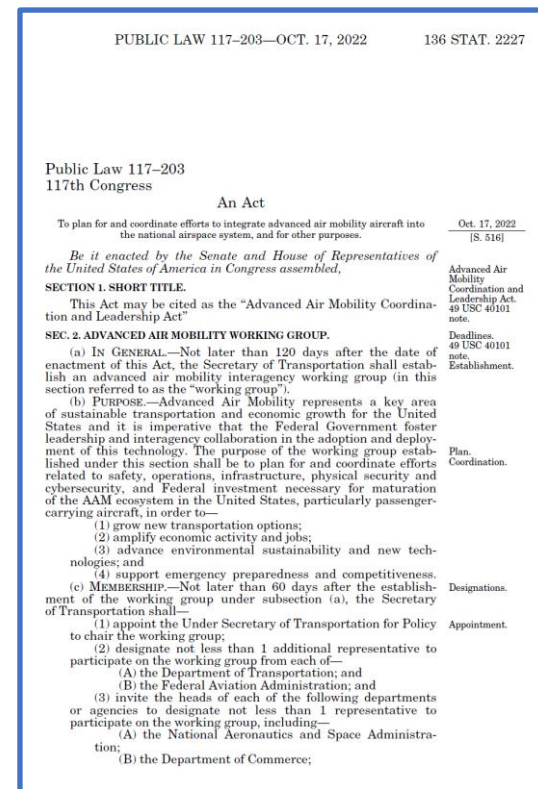 PUBLIC LAW 117–203—OCT. 17, 2022 136 STAT. 2227
Public Law 117–203
117th Congress
An Act
To plan for and coordinate efforts to integrate advanced air mobility aircraft into
the national airspace system, and for other purposes.
Oct. 17, 2022
[S. 516]
Be it enacted by the Senate and House of Representatives of
the United States of America in Congress assembled,
Advanced Air
Mobility
Coordination and
Leadership Act.
49 USC 40101
note.
SECTION 1. SHORT TITLE.
This Act may be cited as the “Advanced Air Mobility Coordina-
tion and Leadership Act”
SEC. 2. ADVANCED AIR MOBILITY WORKING GROUP.
Deadlines.
49 USC 40101
note.
Establishment.
(a) IN GENERAL.—Not later than 120 days after the date of
enactment of this Act, the Secretary of Transportation shall estab-
lish an advanced air mobility interagency working group (in this
section referred to as the “working group”).
(b) PURPOSE.—Advanced Air Mobility represents a key area
of sustainable transportation and economic growth for the United
States and it is imperative that the Federal Government foster
leadership and interagency collaboration in the adoption and deploy-
ment of this technology. The purpose of the working group estab-
lished under this section shall be to plan for and coordinate efforts
related to safety, operations, infrastructure, physical security and
cybersecurity, and Federal investment necessary for maturation
of the AAM ecosystem in the United States, particularly passenger-
carrying aircraft, in order to—
Plan.
Coordination.
(1) grow new transportation options;
(2) amplify economic activity and jobs;
(3) advance environmental sustainability and new tech-
nologies; and
(4) support emergency preparedness and competitiveness.
(c) MEMBERSHIP.—Not later than 60 days after the establish-
ment of the working group under subsection (a), the Secretary
of Transportation shall—
Designations.
(1) appoint the Under Secretary of Transportation for Policy
to chair the working group;
Appointment.
(2) designate not less than 1 additional representative to
participate on the working group from each of—
(A) the Department of Transportation; and
(B) the Federal Aviation Administration; and
(3) invite the heads of each of the following departments
or agencies to designate not less than 1 representative to
participate on the working group, including—
(A) the National Aeronautics and Space Administra-
tion;
(B) the Department of Commerce;